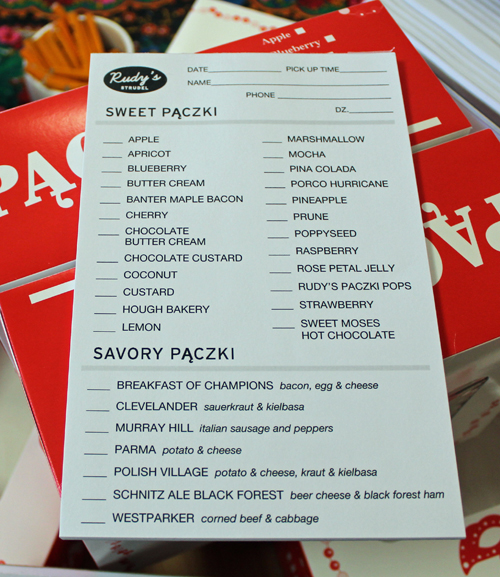 Apple
Blueberry
Rudy's
STRUDEL
DATE PICK UP TIME
NAME
PHONE
DZ.
SWEET PĄCZKI
APPLE
APRICOT
BLUEBERRY
BUTTER CREAM
BANTER MAPLE BACON
CHERRY
CHOCOLATE
BUTTER CREAM
CHOCOLATE CUSTARD
COCONUT
CUSTARD
HOUGH BAKERY
LEMON
MARSHMALLOW
MOCHA
PINA COLADA
PORCO HURRICANE
PINEAPPLE
PRUNE
POPPYSEED
RASPBERRY
ROSE PETAL JELLY
RUDY'S PACZKI POPS
STRAWBERRY
SWEET MOSES
HOT CHOCOLATE
SAVORY PĄCZKI
BREAKFAST OF CHAMPIONS bacon, egg & cheese
CLEVELANDER sauerkraut & kielbasa
MURRAY HILL italian sausage and peppers
PARMA potato & cheese
POLISH VILLAGE potato & cheese, kraut & kielbasa
SCHNITZ ALE BLACK FOREST beer cheese & black forest ham
WESTPARKER corned beef & cabbage